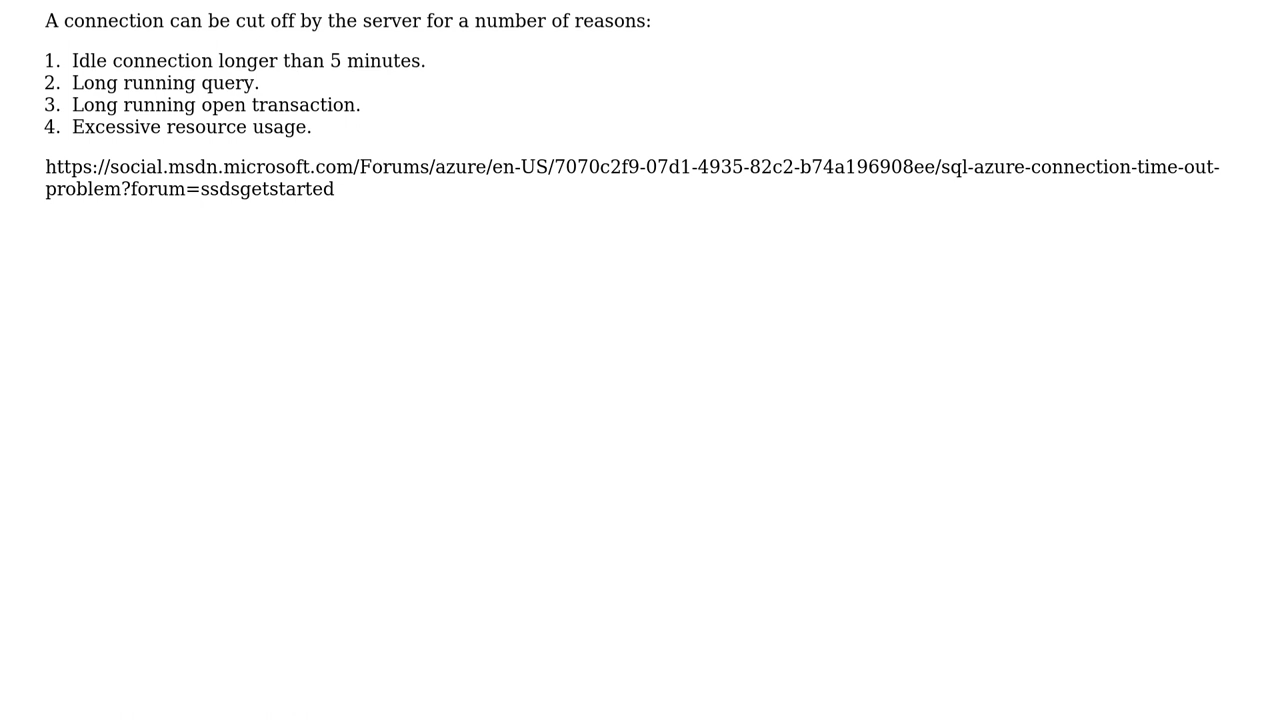 A connection can be cut off by the server for a number of reasons:
1. Idle connection longer than 5 minutes.
2. Long running query.
3. Long running open transaction.
4. Excessive resource usage.
https://social.msdn.microsoft.com/Forums/azure/en-US/7070c2f9-07d1-4935-82c2-b74a196908ee/sql-azure-connection-time-out-
problem?forum=ssdsgetstarted